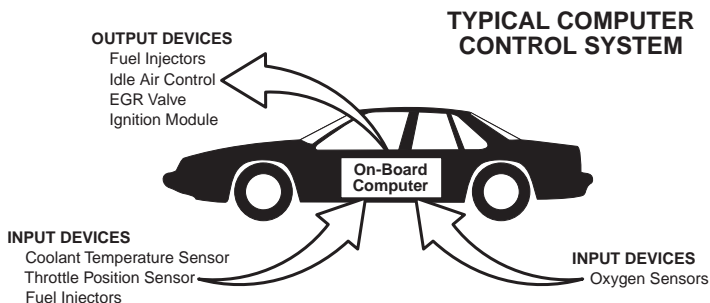 TYPICAL COMPUTER
CONTROL SYSTEM
OUTPUT DEVICES
Fuel Injectors
Idle Air Control
EGR Valve
Ignition Module
On-Board
Computer
INPUT DEVICES
Coolant Temperature Sensor
Throttle Position Sensor
Fuel Injectors
INPUT DEVICES
Oxygen Sensors